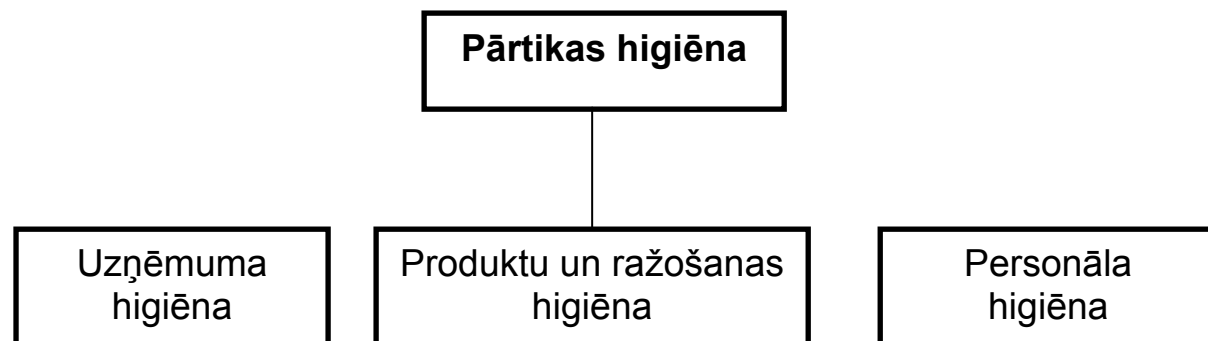 Pārtikas higiēna
Uzņēmuma
higiēna
Produktu un ražošanas
higiēna
Personāla
higiēna